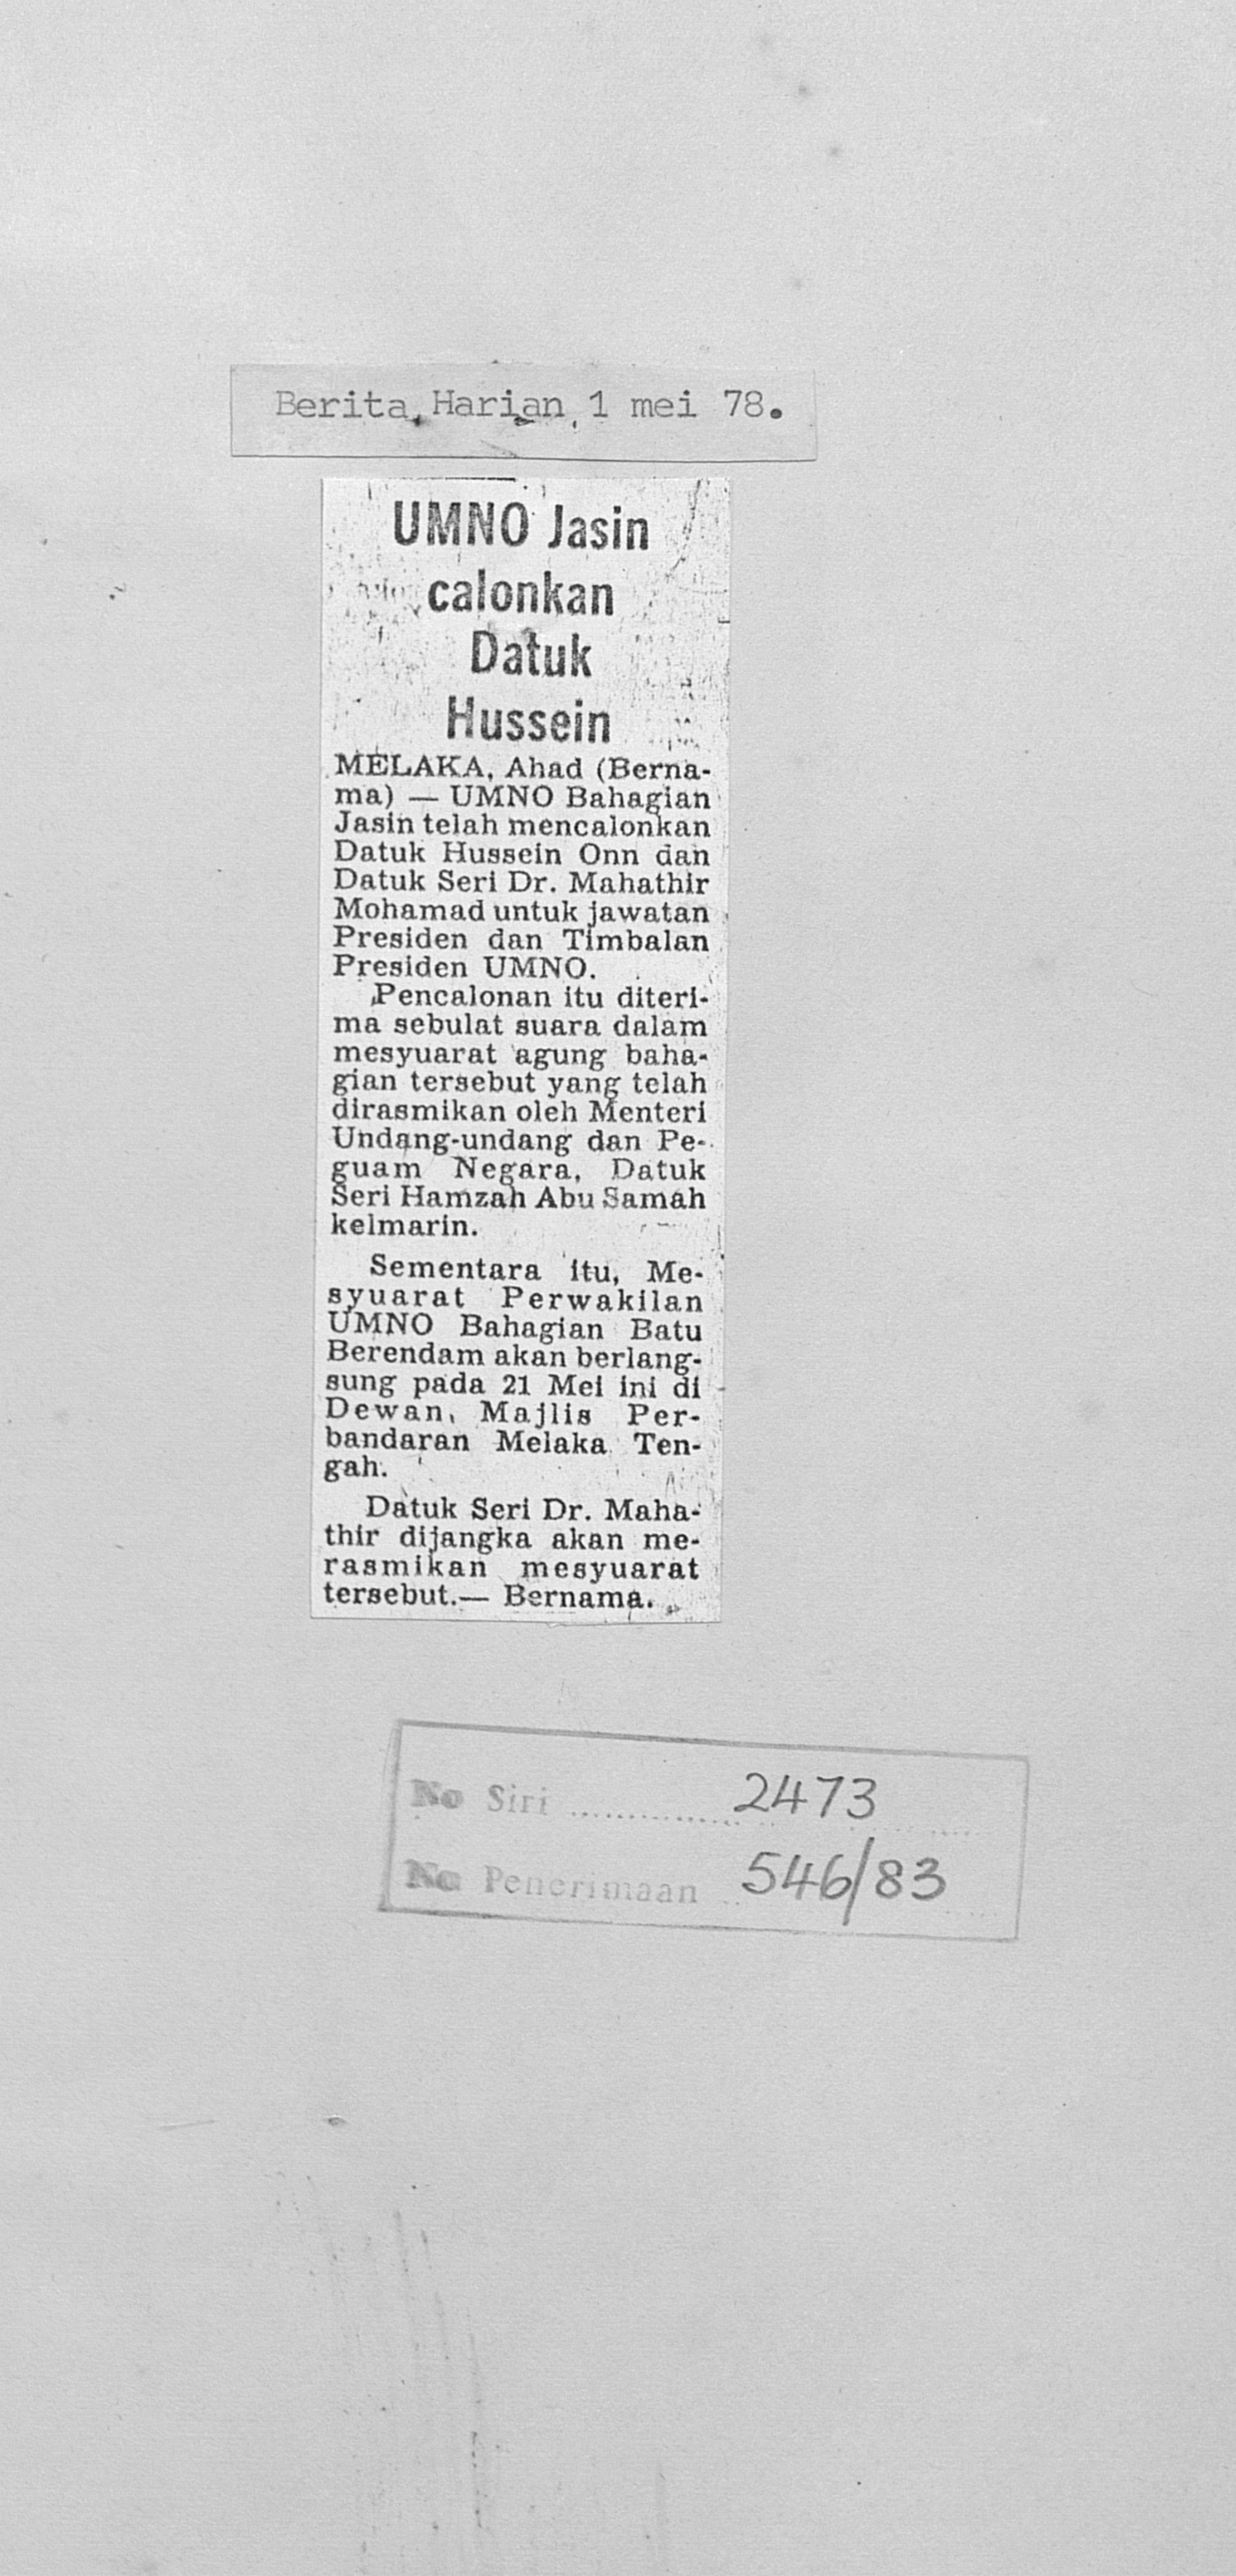 Berita Harian 1 mei 78.
UMNO Jasin
calonkan
Datuk
Hussein
MELAKA, Ahad (Berna-
ma) — UMNO Bahagian
Jasin telah mencalonkan
Datuk Hussein Onn dan
Datuk Seri Dr. Mahathir
Mohamad untuk jawatan
Presiden dan Timbalan
Presiden UMNO.
Pencalonan itu diteri-
ma sebulat suara dalam
mesyuarat agung baha-
gian tersebut yang telah
dirasmikan oleh Menteri
Undang-undang dan Pe-
guam Negara, Datuk
Seri Hamzah Abu Samah
kelmarin.
Sementara itu, Me-
syuarat Perwakilan
UMNO Bahagian Batu
Berendam akan berlang-
sung pada 21 Mei ini di
Dewan, Majlis Per-
bandaran Melaka Ten-
gah.
Datuk Seri Dr. Maha-
thir dijangka akan me-
rasmikan mesyuarat
tersebut.— Bernama.
No Siri ............... 2473
No Penerimaan ... 546/83